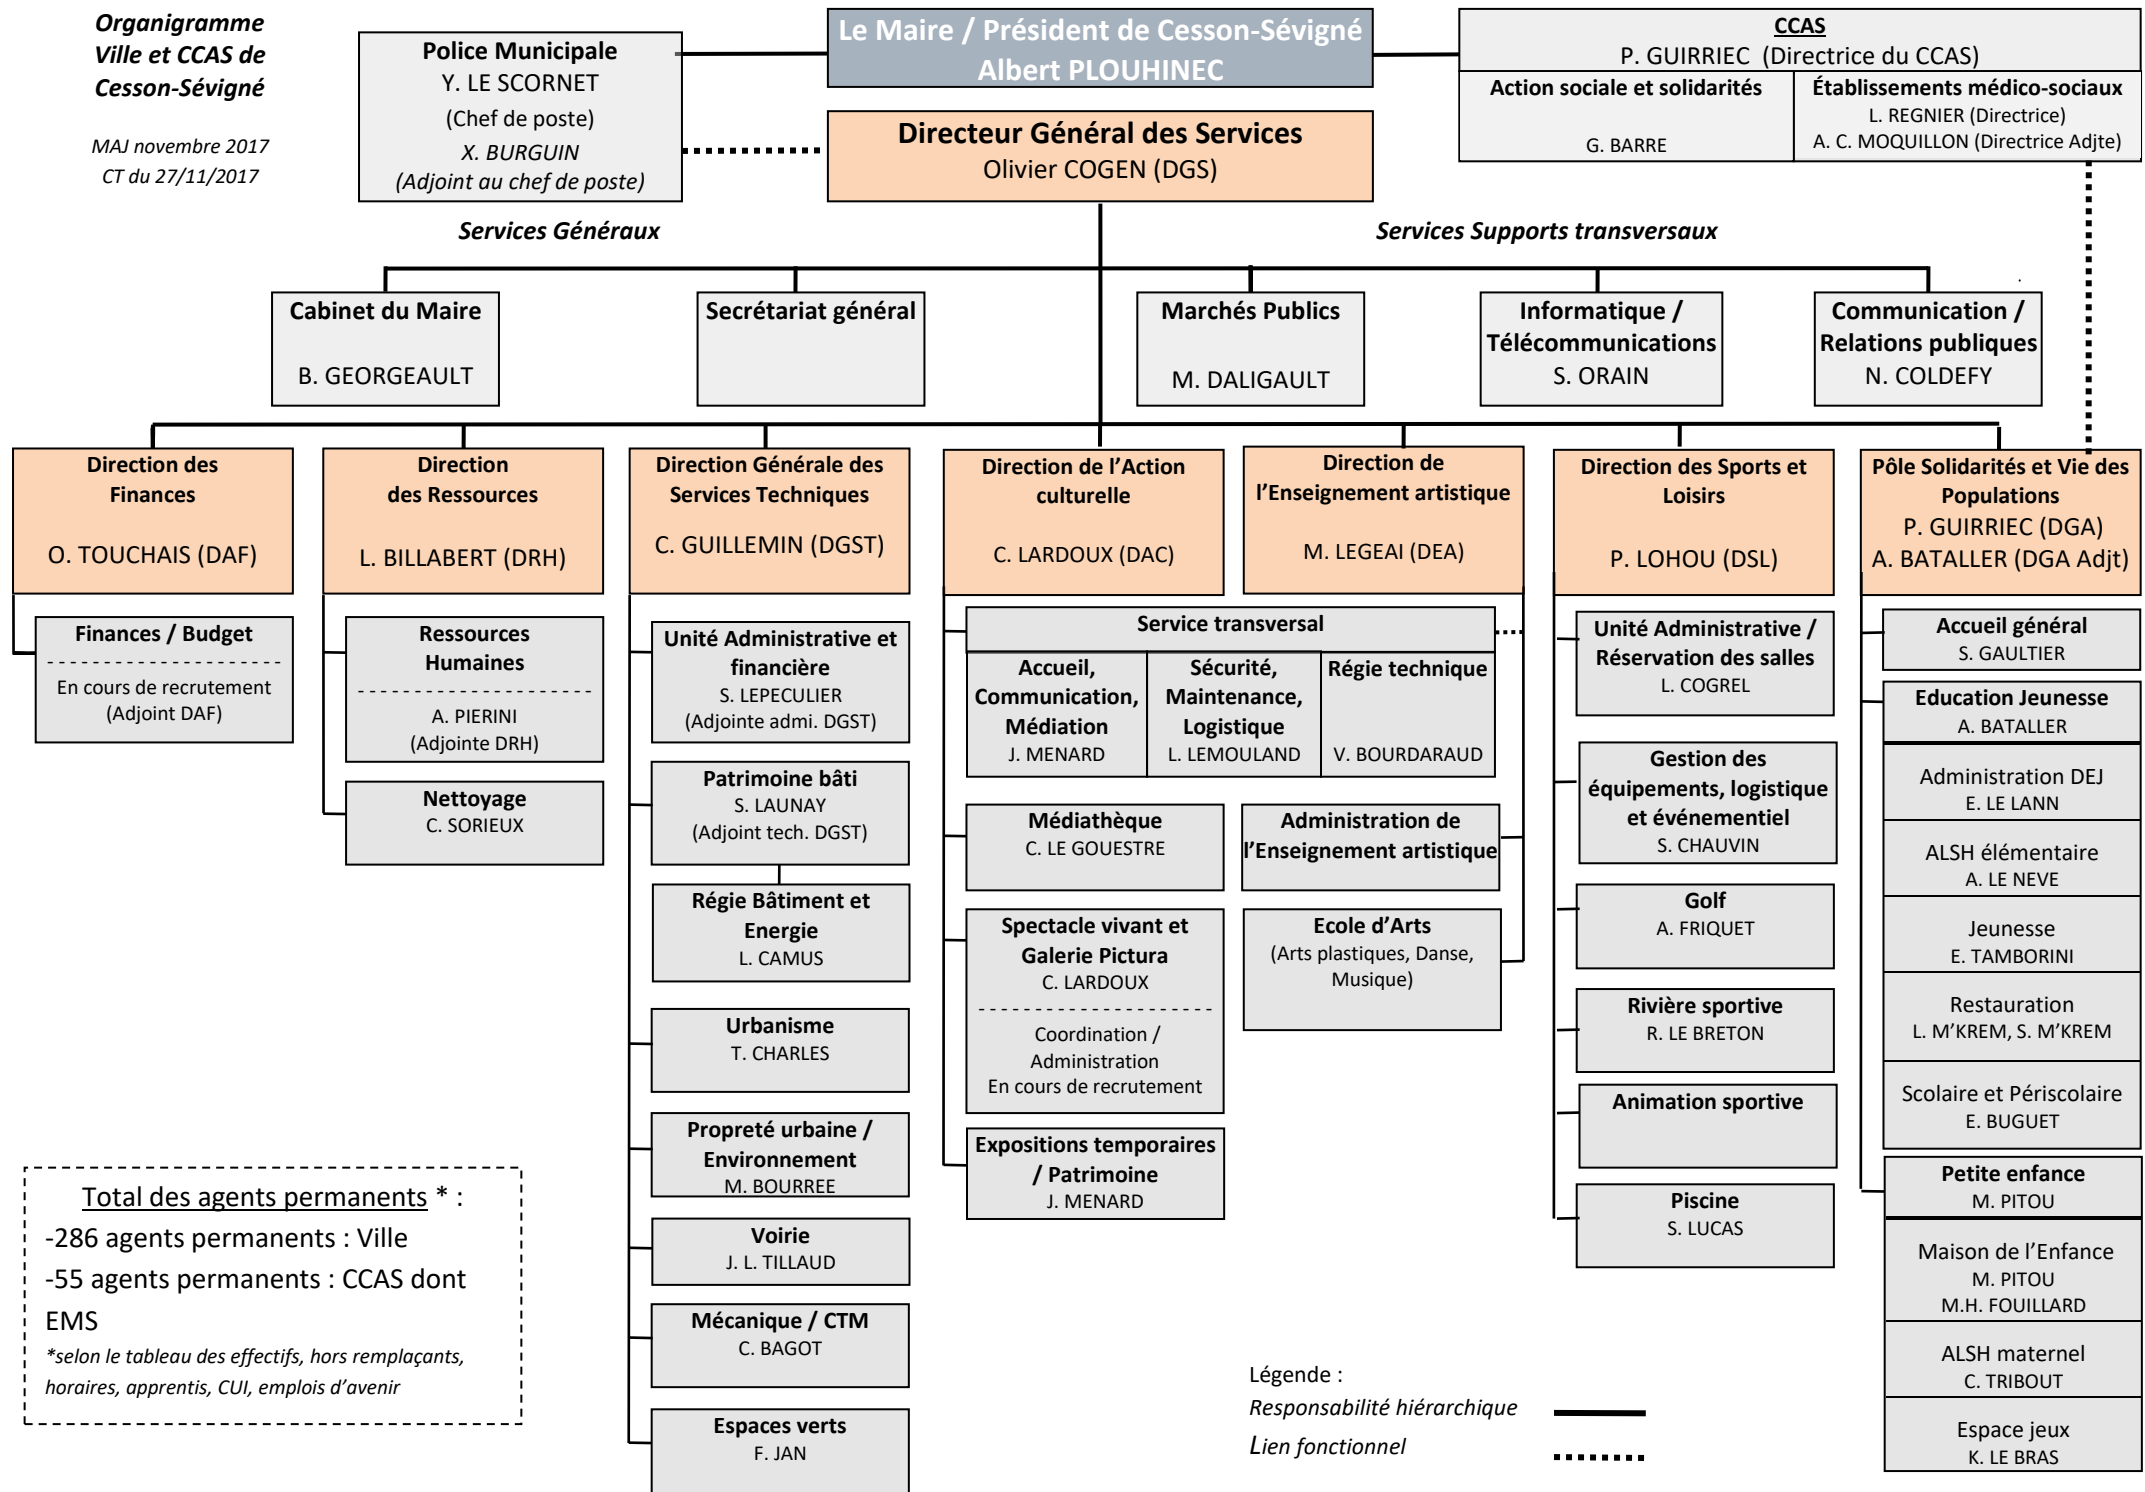 Organigramme
Ville et CCAS de
Cesson-Sévigné
MAJ novembre 2017
CT du 27/11/2017
Police Municipale
Y. LE SCORNET
(Chef de poste)
X. BURGUIN
(Adjoint au chef de poste)
Le Maire / Président de Cesson-Sévigné
Albert PLOUHINEC
Directeur Général des Services
Olivier COGEN (DGS)
CCAS
P. GUIRRIEC (Directrice du CCAS)
Action sociale et solidarités
G. BARRE
Établissements médico-sociaux
L. REGNIER (Directrice)
A. C. MOQUILLON (Directrice Adjte)
Services Généraux
Services Supports transversaux
Cabinet du Maire
B. GEORGEAULT
Secrétariat général
Marchés Publics
M. DALIGAULT
Informatique /
Télécommunications
S. ORAIN
Communication /
Relations publiques
N. COLDEFY
Direction des
Finances
O. TOUCHAIS (DAF)
Finances / Budget
En cours de recrutement
(Adjoint DAF)
Direction
des Ressources
L. BILLABERT (DRH)
Ressources
Humaines
A. PIERINI
(Adjointe DRH)
Nettoyage
C. SORIEUX
Direction Générale des
Services Techniques
C. GUILLEMIN (DGST)
Unité Administrative et
financière
S. LEPECULIER
(Adjointe admi. DGST)
Patrimoine bâti
S. LAUNAY
(Adjoint tech. DGST)
Régie Bâtiment et
Energie
L. CAMUS
Urbanisme
T. CHARLES
Propreté urbaine /
Environnement
M. BOURREE
Voirie
J. L. TILLAUD
Mécanique / CTM
C. BAGOT
Espaces verts
F. JAN
Direction de l’Action
culturelle
C. LARDOUX (DAC)
Direction de
l’Enseignement artistique
M. LEGEAI (DEA)
Service transversal
Accueil,
Communication,
Médiation
J. MENARD
Sécurité,
Maintenance,
Logistique
L. LEMOULAND
Régie technique
V. BOURDARAUD
Médiathèque
C. LE GOUESTRE
Spectacle vivant et
Galerie Pictura
C. LARDOUX
Coordination /
Administration
En cours de recrutement
Expositions temporaires
/ Patrimoine
J. MENARD
Administration de
l’Enseignement artistique
Ecole d’Arts
(Arts plastiques, Danse,
Musique)
Direction des Sports et
Loisirs
P. LOHOU (DSL)
Unité Administrative /
Réservation des salles
L. COGREL
Gestion des
équipements, logistique
et événementiel
S. CHAUVIN
Golf
A. FRIQUET
Rivière sportive
R. LE BRETON
Animation sportive
Piscine
S. LUCAS
Pôle Solidarités et Vie des
Populations
P. GUIRRIEC (DGA)
A. BATALLER (DGA Adjt)
Accueil général
S. GAULTIER
Education Jeunesse
A. BATALLER
Administration DEJ
E. LE LANN
ALSH élémentaire
A. LE NEVE
Jeunesse
E. TAMBORINI
Restauration
L. M’KREM, S. M’KREM
Scolaire et Périscolaire
E. BUGUET
Petite enfance
M. PITOU
Maison de l’Enfance
M. PITOU
M.H. FOUILLARD
ALSH maternel
C. TRIBOUT
Espace jeux
K. LE BRAS
Total des agents permanents * :
-286 agents permanents : Ville
-55 agents permanents : CCAS dont
EMS
*selon le tableau des effectifs, hors remplaçants,
horaires, apprentis, CUI, emplois d’avenir
Légende :
Responsabilité hiérarchique
Lien fonctionnel